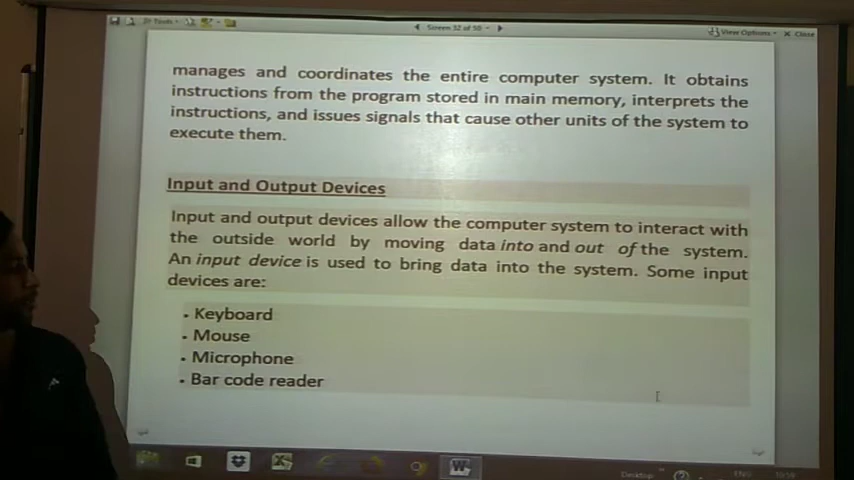 Tools
Screen 32 of 50
View Options
Close
manages and coordinates the entire computer system. It obtains
instructions from the program stored in main memory, interprets the
instructions, and issues signals that cause other units of the system to
execute them.
Input and Output Devices
Input and output devices allow the computer system to interact with
the outside world by moving data into and out of the system.
An input device is used to bring data into the system. Some input
devices are:
• Keyboard
• Mouse
• Microphone
• Bar code reader
Desktop
ENG